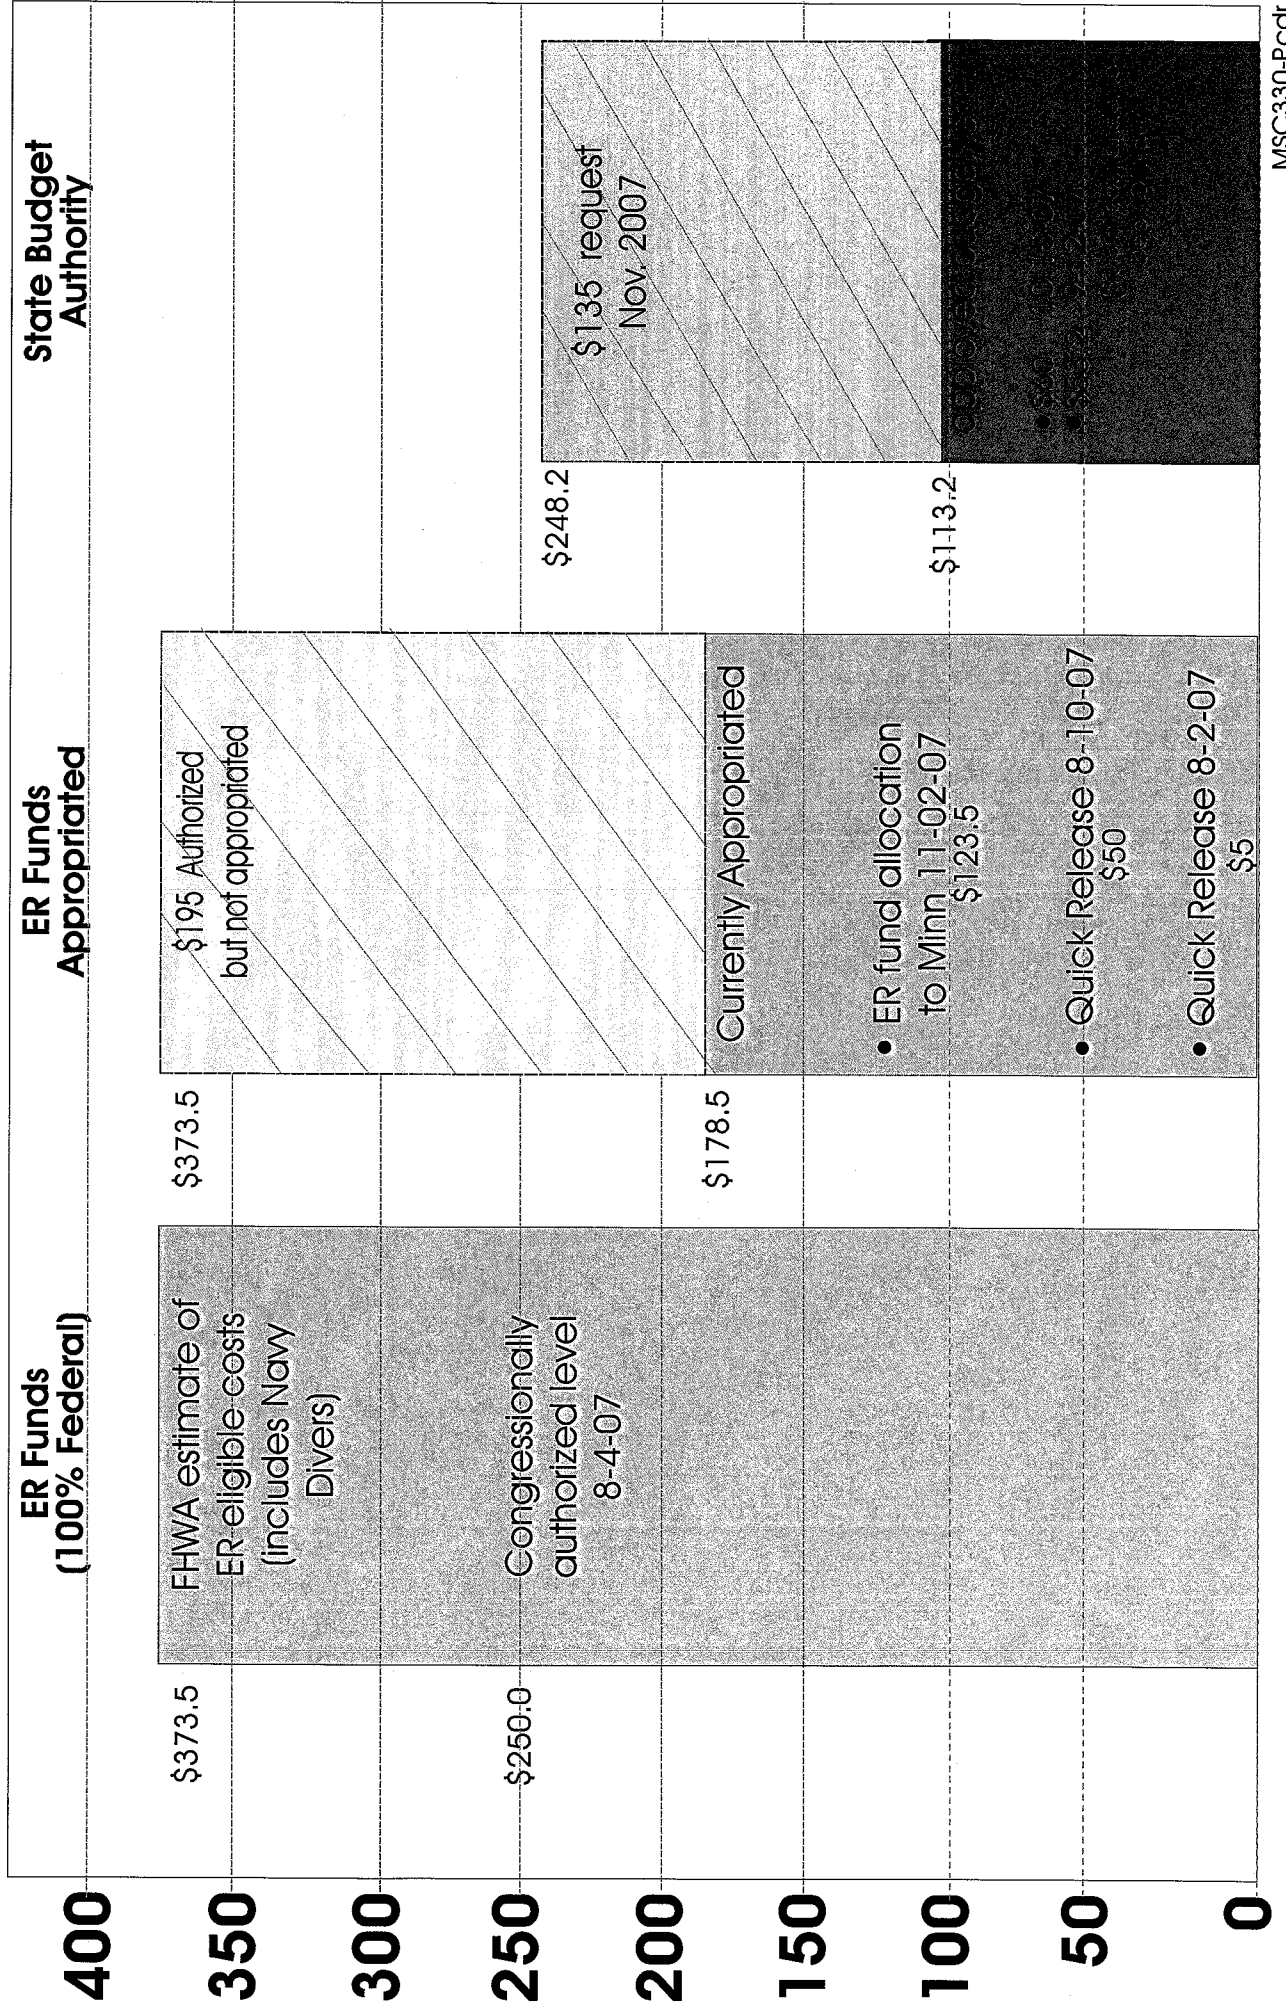 ER Funds
(100% Federal)
ER Funds
Appropriated
State Budget
Authority
400
350
300
250
200
150
100
50
0
$373.5
$250.0
FHWA estimate of
ER eligible costs
(includes Navy
Divers)
Congressionally
authorized level
8-4-07
$373.5
$178.5
$195 Authorized
but not appropriated
Currently Appropriated
• ER fund allocation
to Minn 11-02-07
$123.5
• Quick Release 8-10-07
$50
• Quick Release 8-2-07
$5
$248.2
$113.2
$135 request
Nov. 2007
MSC330-P.cdr